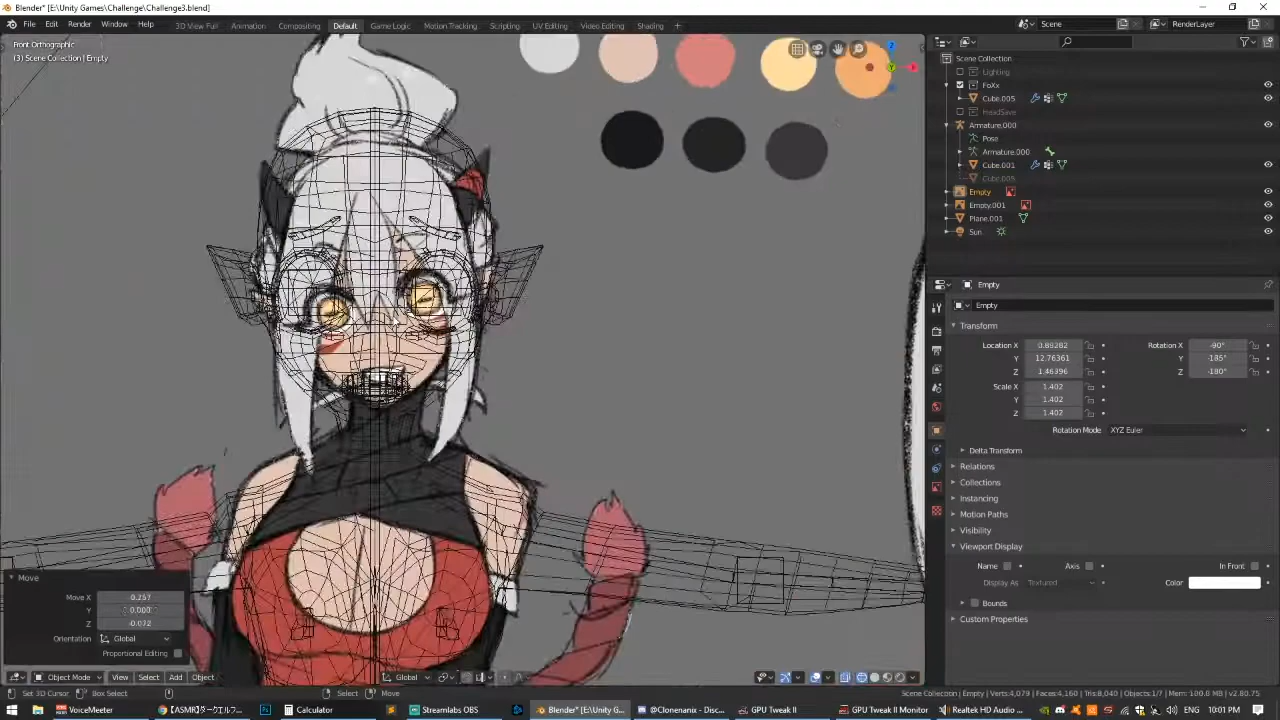 Blender* [E:\Unity Games\Challenge\Challenge3.blend]
File Edit Render Window Help
3D View Full Animation Compositing Default Game Logic Motion Tracking Scripting UV Editing Video Editing Shading +
Scene
RenderLayer
Front Orthographic
(3) Scene Collection | Empty
Scene Collection
Lighting
FoXx
Cube.005
HeadSave
Armature.000
Pose
Armature.000
Cube.001
Cube.005
Empty
Empty.001
Plane.001
Sun
Empty
Empty
Transform
Location X 0.89282 Rotation X -90°
Y 12.76361 Y -185°
Z 1.46396 Z -180°
Scale X 1.402
Y 1.402
Z 1.402
Rotation Mode XYZ Euler
Delta Transform
Relations
Collections
Instancing
Motion Paths
Visibility
Viewport Display
Name Axis In Front
Display As Textured Color
Bounds
Custom Properties
Move
Move X 0.257
Y 0.000
Z -0.072
Orientation Global
Proportional Editing
Object Mode View Select Add Object
Global
Set 3D Cursor Box Select Select Move
Scene Collection | Empty | Verts:4,079 | Faces:4,160 | Tris:8,040 | Objects:1/7 | Mem: 100.0 MB | v2.80.75
VoiceMeeter
Calculator
Streamlabs OBS
Blender* [E:\Unity G...
@Clonenanix - Disc...
GPU Tweak II
GPU Tweak II Monitor
Realtek HD Audio ...
ENG 10:01 PM